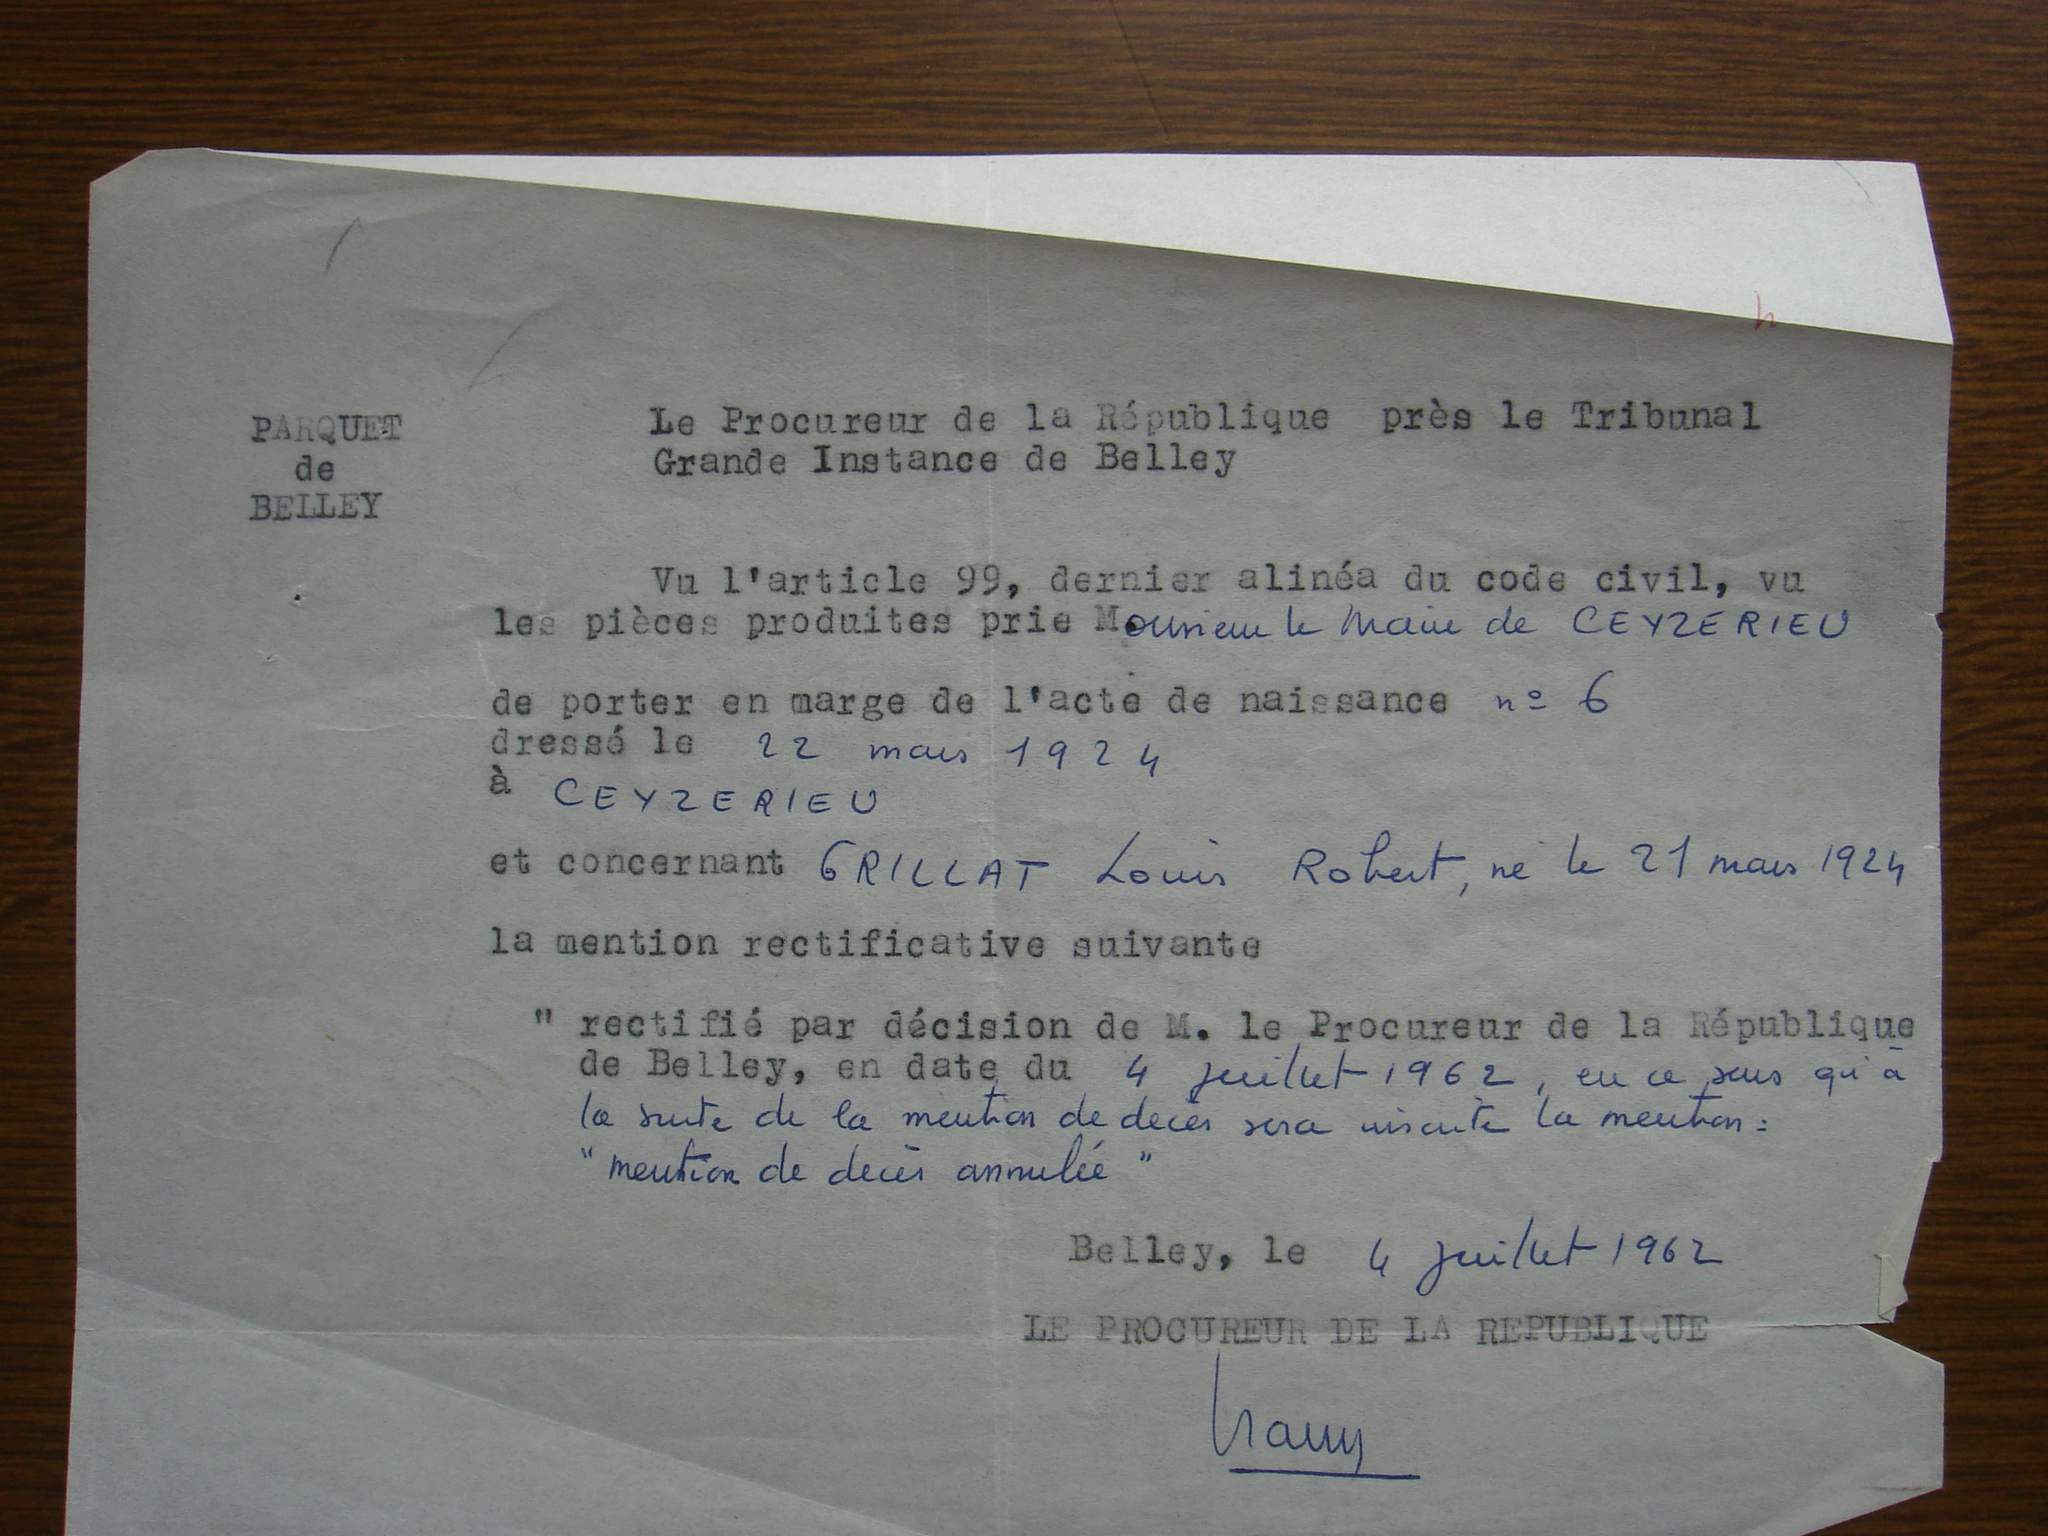 PARQUET
de
BELLEY
Le Procureur de la République près le Tribunal
Grande Instance de Belley
Vu l'article 99, dernier alinéa du code civil, vu
les pièces produites prie Monsieur le Maire de CEYZERIEU
de porter en marge de l'acte de naissance n° 6
dressé le 22 mars 1924
à CEYZERIEU
et concernant GRILLAT Louis Robert, né le 21 mars 1924
la mention rectificative suivante
" rectifié par décision de M. le Procureur de la République
de Belley, en date du 4 juillet 1962, en ce sens qu'à
la suite de la mention de décès sera inscrite la mention :
" mention de décès annulée "
Belley, le 4 juillet 1962
LE PROCUREUR DE LA REPUBLIQUE